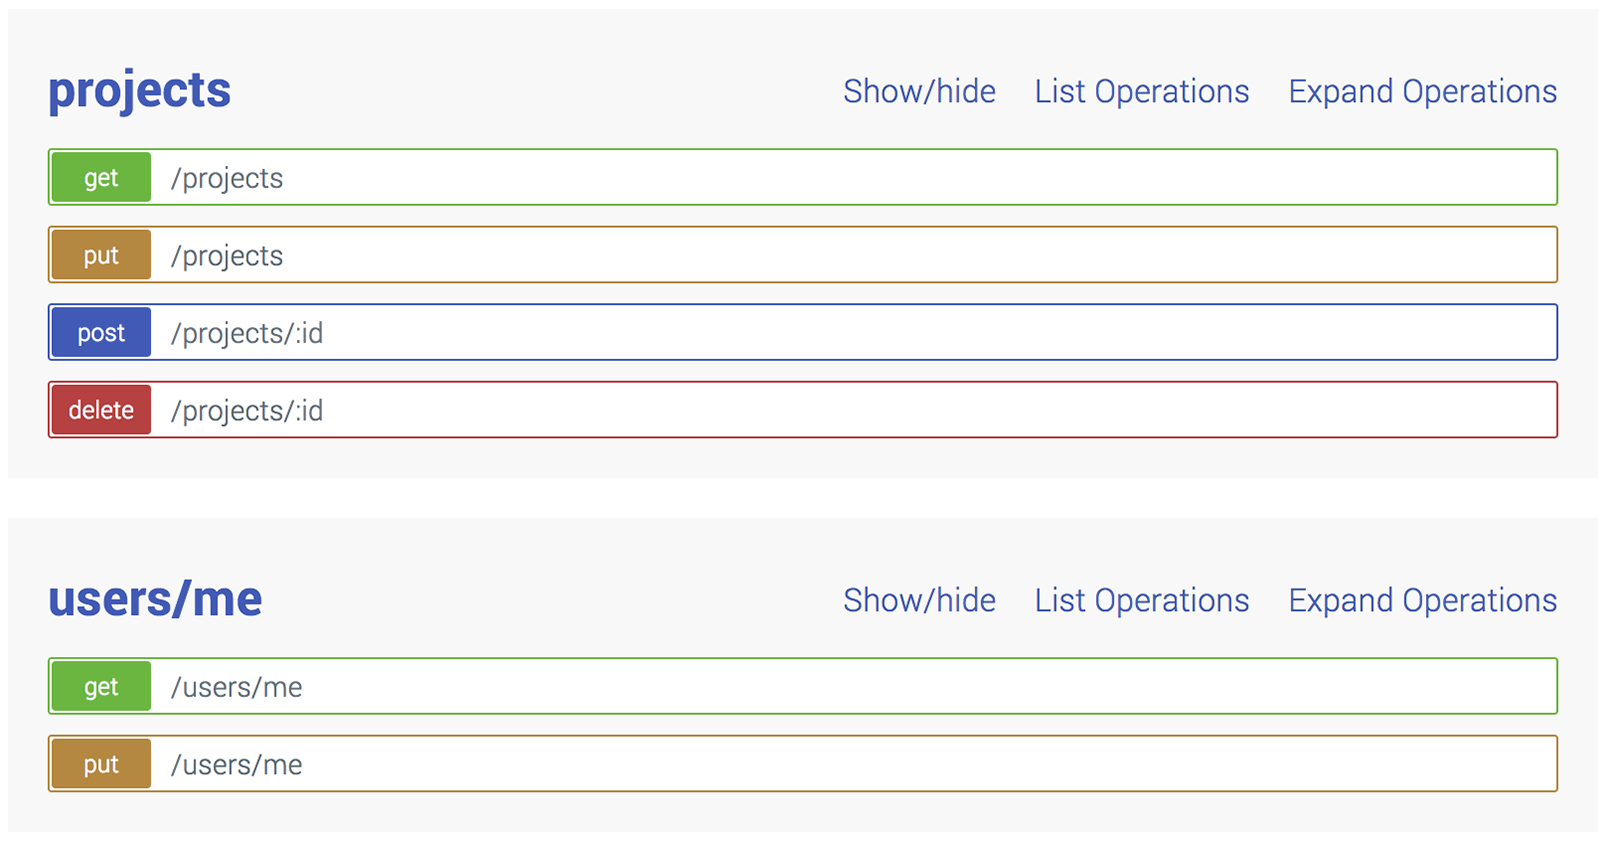 projects Show/hide List Operations Expand Operations
get /projects
put /projects
post /projects/:id
delete /projects/:id
users/me Show/hide List Operations Expand Operations
get /users/me
put /users/me